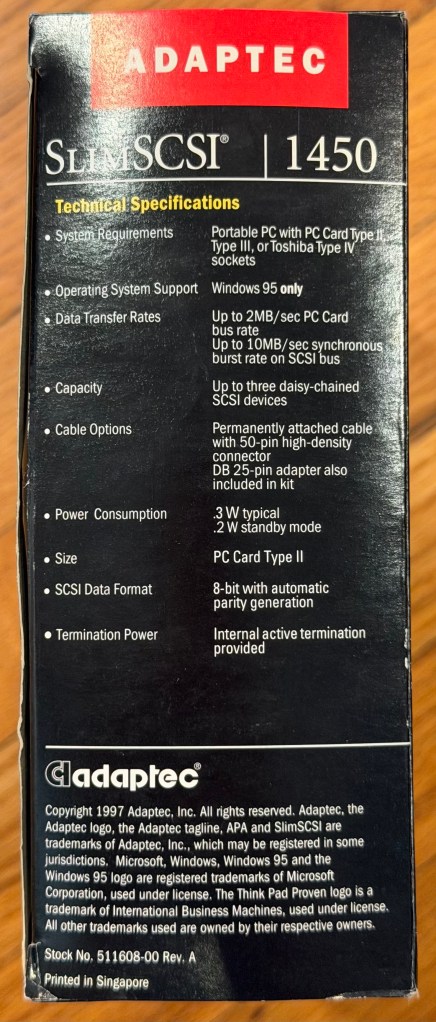 ADAPTEC
SLIMSCSI® | 1450
Technical Specifications
• System Requirements Portable PC with PC Card Type II,
Type III, or Toshiba Type IV
sockets
• Operating System Support Windows 95 only
• Data Transfer Rates Up to 2MB/sec PC Card
bus rate
Up to 10MB/sec synchronous
burst rate on SCSI bus
• Capacity Up to three daisy-chained
SCSI devices
• Cable Options Permanently attached cable
with 50-pin high-density
connector
DB 25-pin adapter also
included in kit
• Power Consumption .3 W typical
.2 W standby mode
• Size PC Card Type II
• SCSI Data Format 8-bit with automatic
parity generation
• Termination Power Internal active termination
provided
adaptec®
Copyright 1997 Adaptec, Inc. All rights reserved. Adaptec, the
Adaptec logo, the Adaptec tagline, APA and SlimSCSI are
trademarks of Adaptec, Inc., which may be registered in some
jurisdictions. Microsoft, Windows, Windows 95 and the
Windows 95 logo are registered trademarks of Microsoft
Corporation, used under license. The Think Pad Proven logo is a
trademark of International Business Machines, used under license.
All other trademarks used are owned by their respective owners.
Stock No. 511608-00 Rev. A
Printed in Singapore